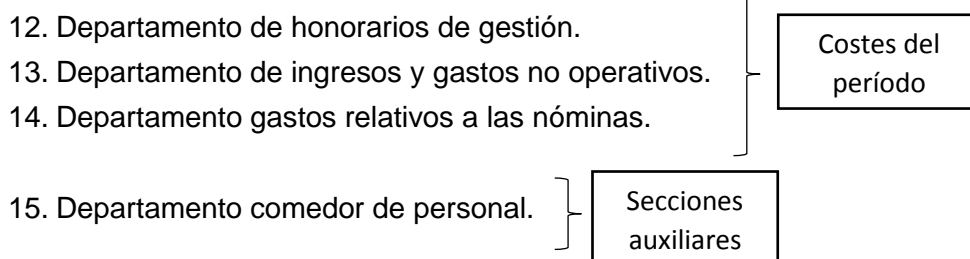 12. Departamento de honorarios de gestión.
13. Departamento de ingresos y gastos no operativos.
14. Departamento gastos relativos a las nóminas.
Costes del
período
15. Departamento comedor de personal.
Secciones
auxiliares